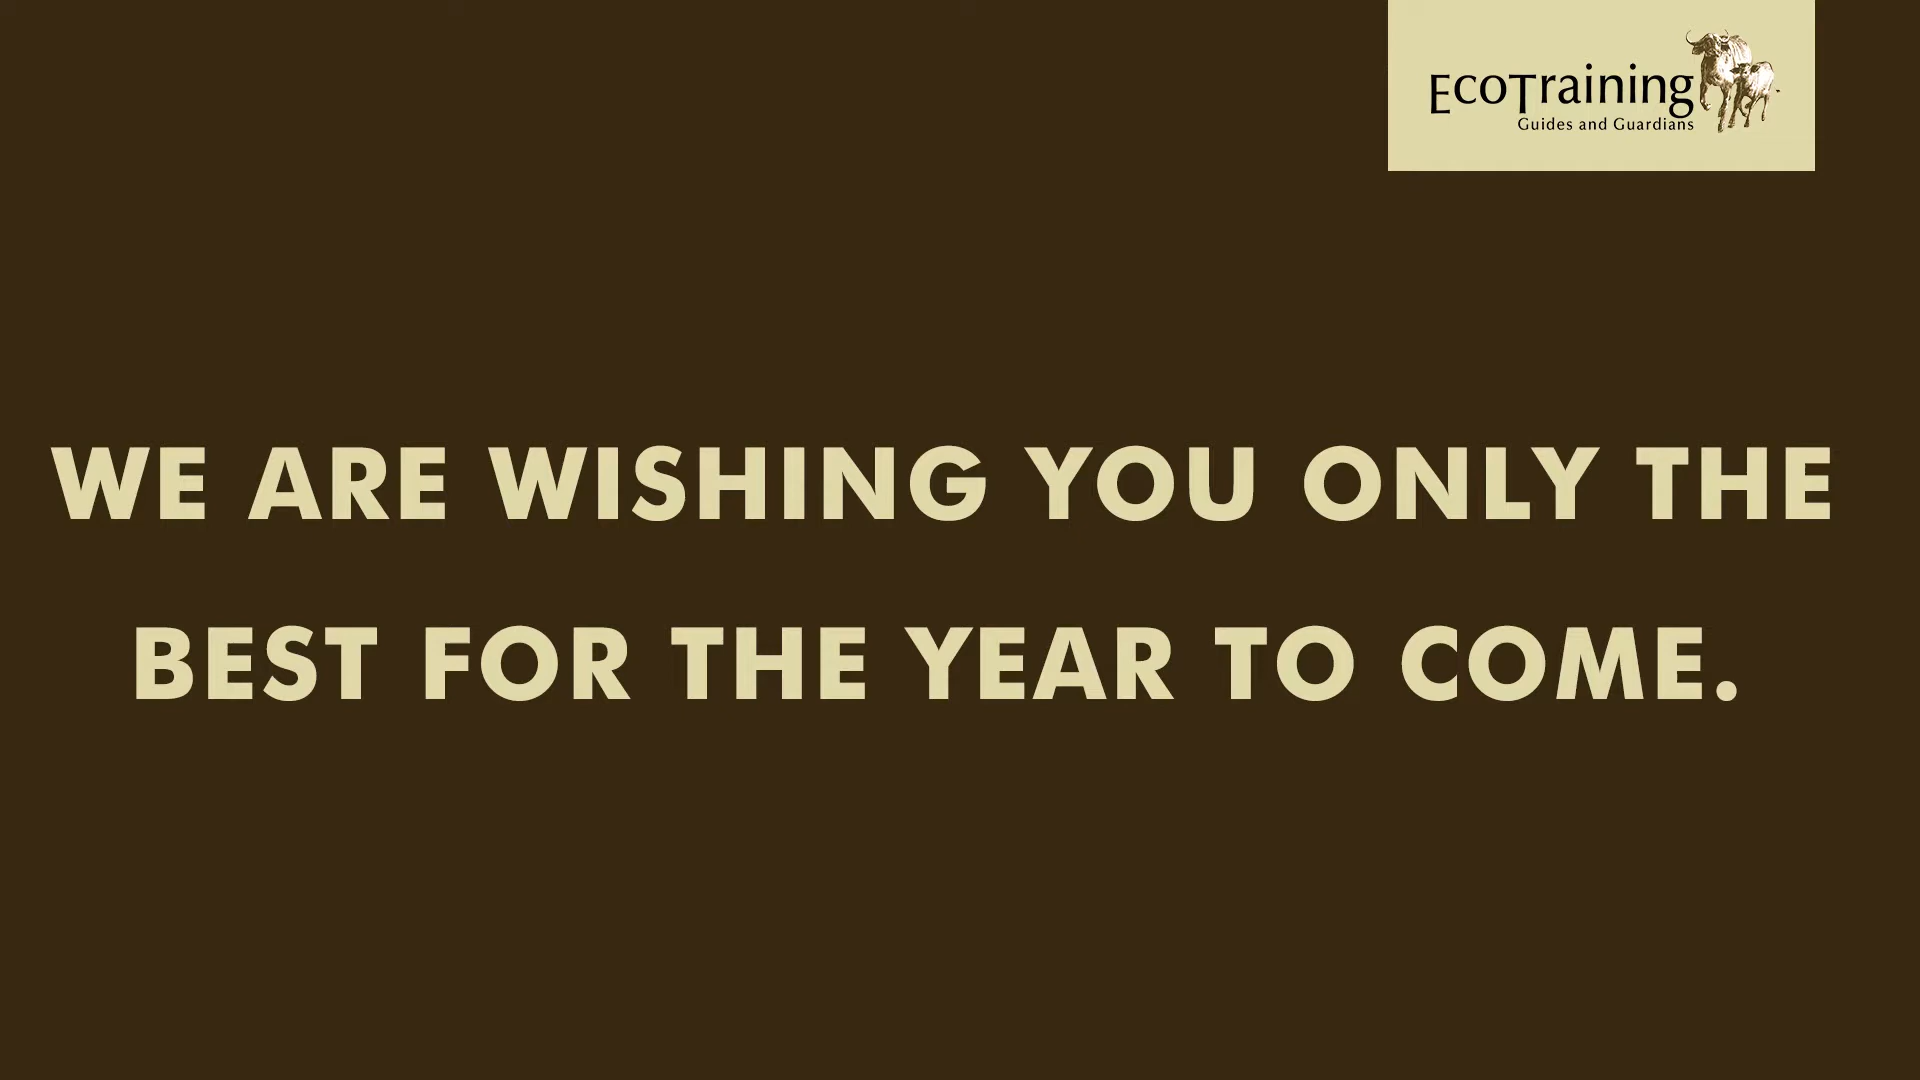 EcoTraining
Guides and Guardians
WE ARE WISHING YOU ONLY THE
BEST FOR THE YEAR TO COME.